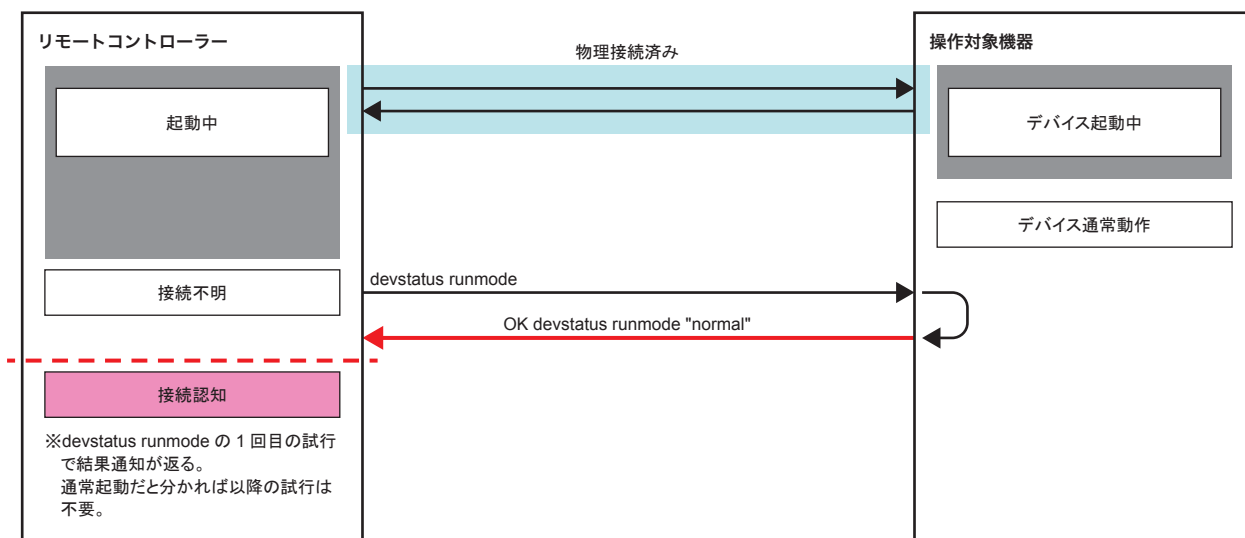 リモートコントローラー
物理接続済み
操作対象機器
起動中
デバイス起動中
デバイス通常動作
接続不明
devstatus runmode
OK devstatus runmode "normal"
接続認知
※devstatus runmode の 1 回目の試行
で結果通知が返る。
通常起動だと分かれば以降の試行は
不要。